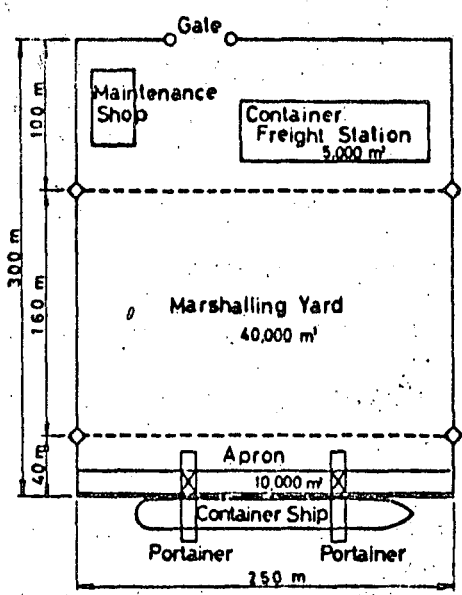 Gate
Maintenance
Shop
Container
Freight Station
5,000 m²
100 m
300 m
160 m
Marshalling Yard
40,000 m²
40 m
Apron
10,000 m²
Container Ship
Portainer
Portainer
250 m